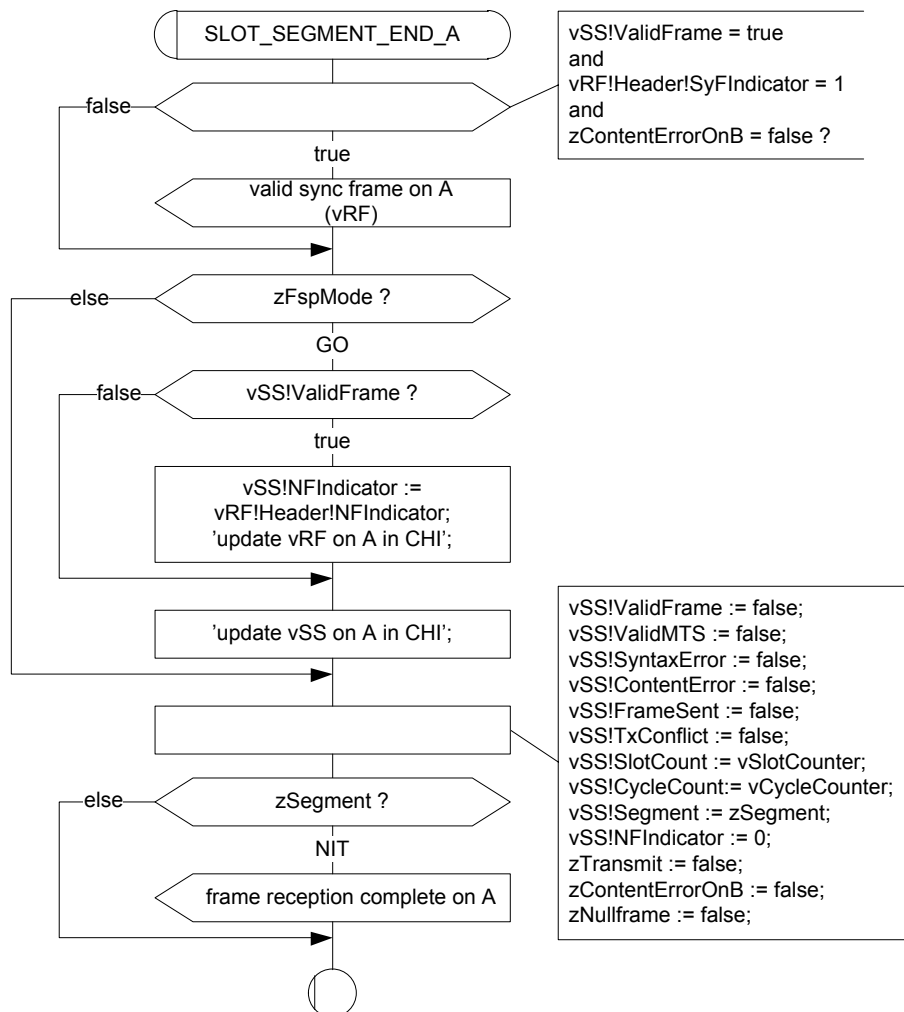 SLOT_SEGMENT_END_A
vSS!ValidFrame = true
and
vRF!Header!SyFIndicator = 1
and
zContentErrorOnB = false ?
false
true
valid sync frame on A
(vRF)
else
zFspMode ?
GO
false
vSS!ValidFrame ?
true
vSS!NFIndicator :=
vRF!Header!NFIndicator;
’update vRF on A in CHI’;
’update vSS on A in CHI’;
vSS!ValidFrame := false;
vSS!ValidMTS := false;
vSS!SyntaxError := false;
vSS!ContentError := false;
vSS!FrameSent := false;
vSS!TxConflict := false;
vSS!SlotCount := vSlotCounter;
vSS!CycleCount:= vCycleCounter;
vSS!Segment := zSegment;
vSS!NFIndicator := 0;
zTransmit := false;
zContentErrorOnB := false;
zNullframe := false;
else
zSegment ?
NIT
frame reception complete on A